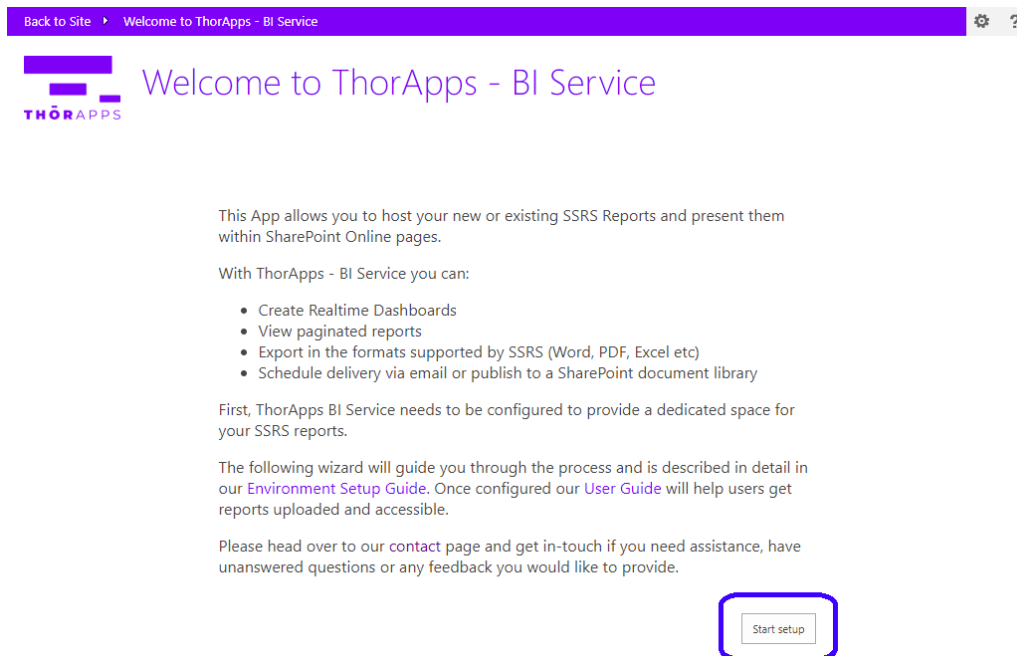 Back to Site ▸ Welcome to ThorApps - BI Service ?
THŌRAPPS
Welcome to ThorApps - BI Service
This App allows you to host your new or existing SSRS Reports and present them
within SharePoint Online pages.
With ThorApps - BI Service you can:
• Create Realtime Dashboards
• View paginated reports
• Export in the formats supported by SSRS (Word, PDF, Excel etc)
• Schedule delivery via email or publish to a SharePoint document library
First, ThorApps BI Service needs to be configured to provide a dedicated space for
your SSRS reports.
The following wizard will guide you through the process and is described in detail in
our Environment Setup Guide. Once configured our User Guide will help users get
reports uploaded and accessible.
Please head over to our contact page and get in-touch if you need assistance, have
unanswered questions or any feedback you would like to provide.
Start setup